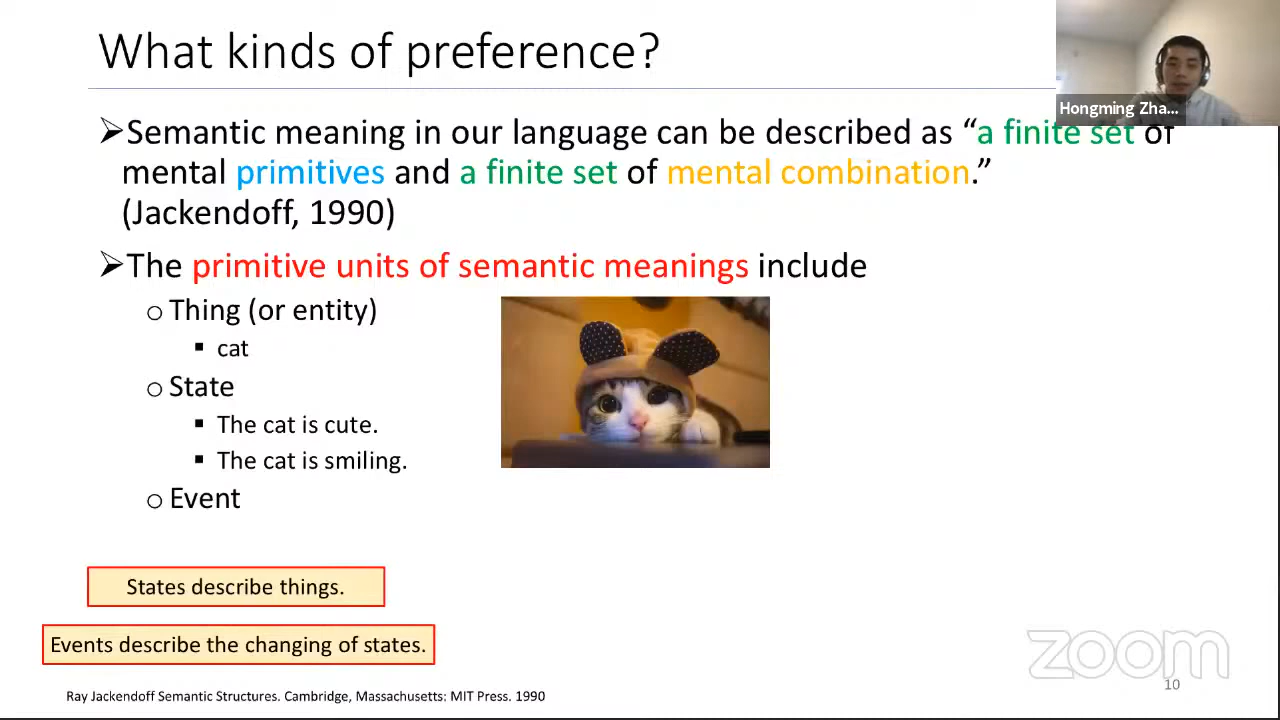 What kinds of preference?
Hongming Zha...
➢Semantic meaning in our language can be described as “a finite set of
mental primitives and a finite set of mental combination.”
(Jackendoff, 1990)
➢The primitive units of semantic meanings include
o Thing (or entity)
▪ cat
o State
▪ The cat is cute.
▪ The cat is smiling.
o Event
States describe things.
Events describe the changing of states.
zoom
10
Ray Jackendoff Semantic Structures. Cambridge, Massachusetts: MIT Press. 1990